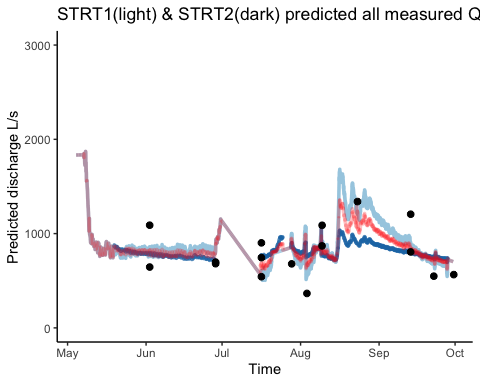 STRT1(light) & STRT2(dark) predicted all measured Q
3000
2000
1000
0
Predicted discharge L/s
May Jun Jul Aug Sep Oct
Time